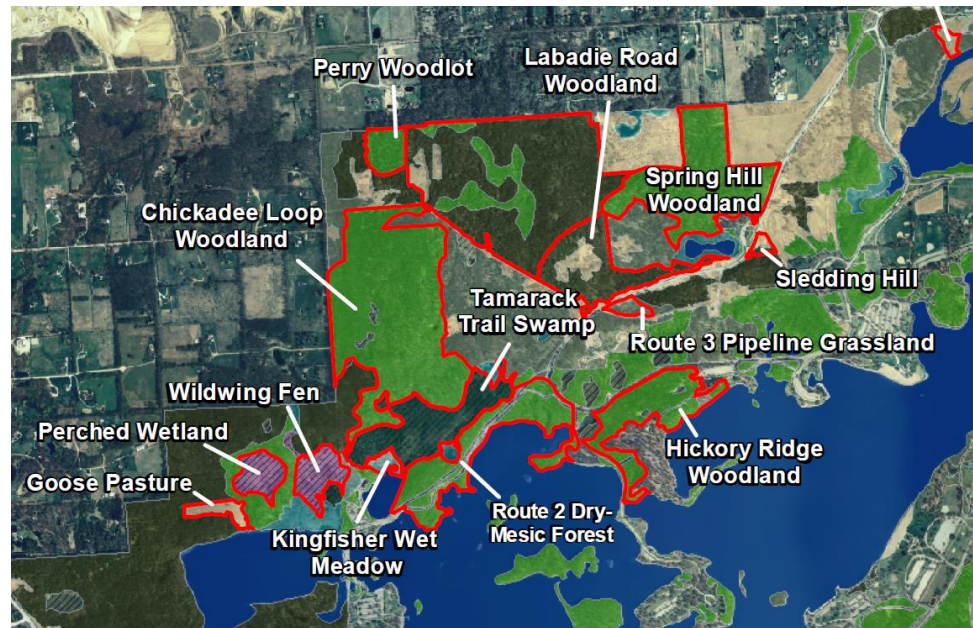 Perry Woodlot
Labadie Road
Woodland
Spring Hill
Woodland
Chickadee Loop
Woodland
Sledding Hill
Tamarack
Trail Swamp
Route 3 Pipeline Grassland
Wildwing Fen
Perched Wetland
Hickory Ridge
Woodland
Goose Pasture
Route 2 Dry-
Mesic Forest
Kingfisher Wet
Meadow